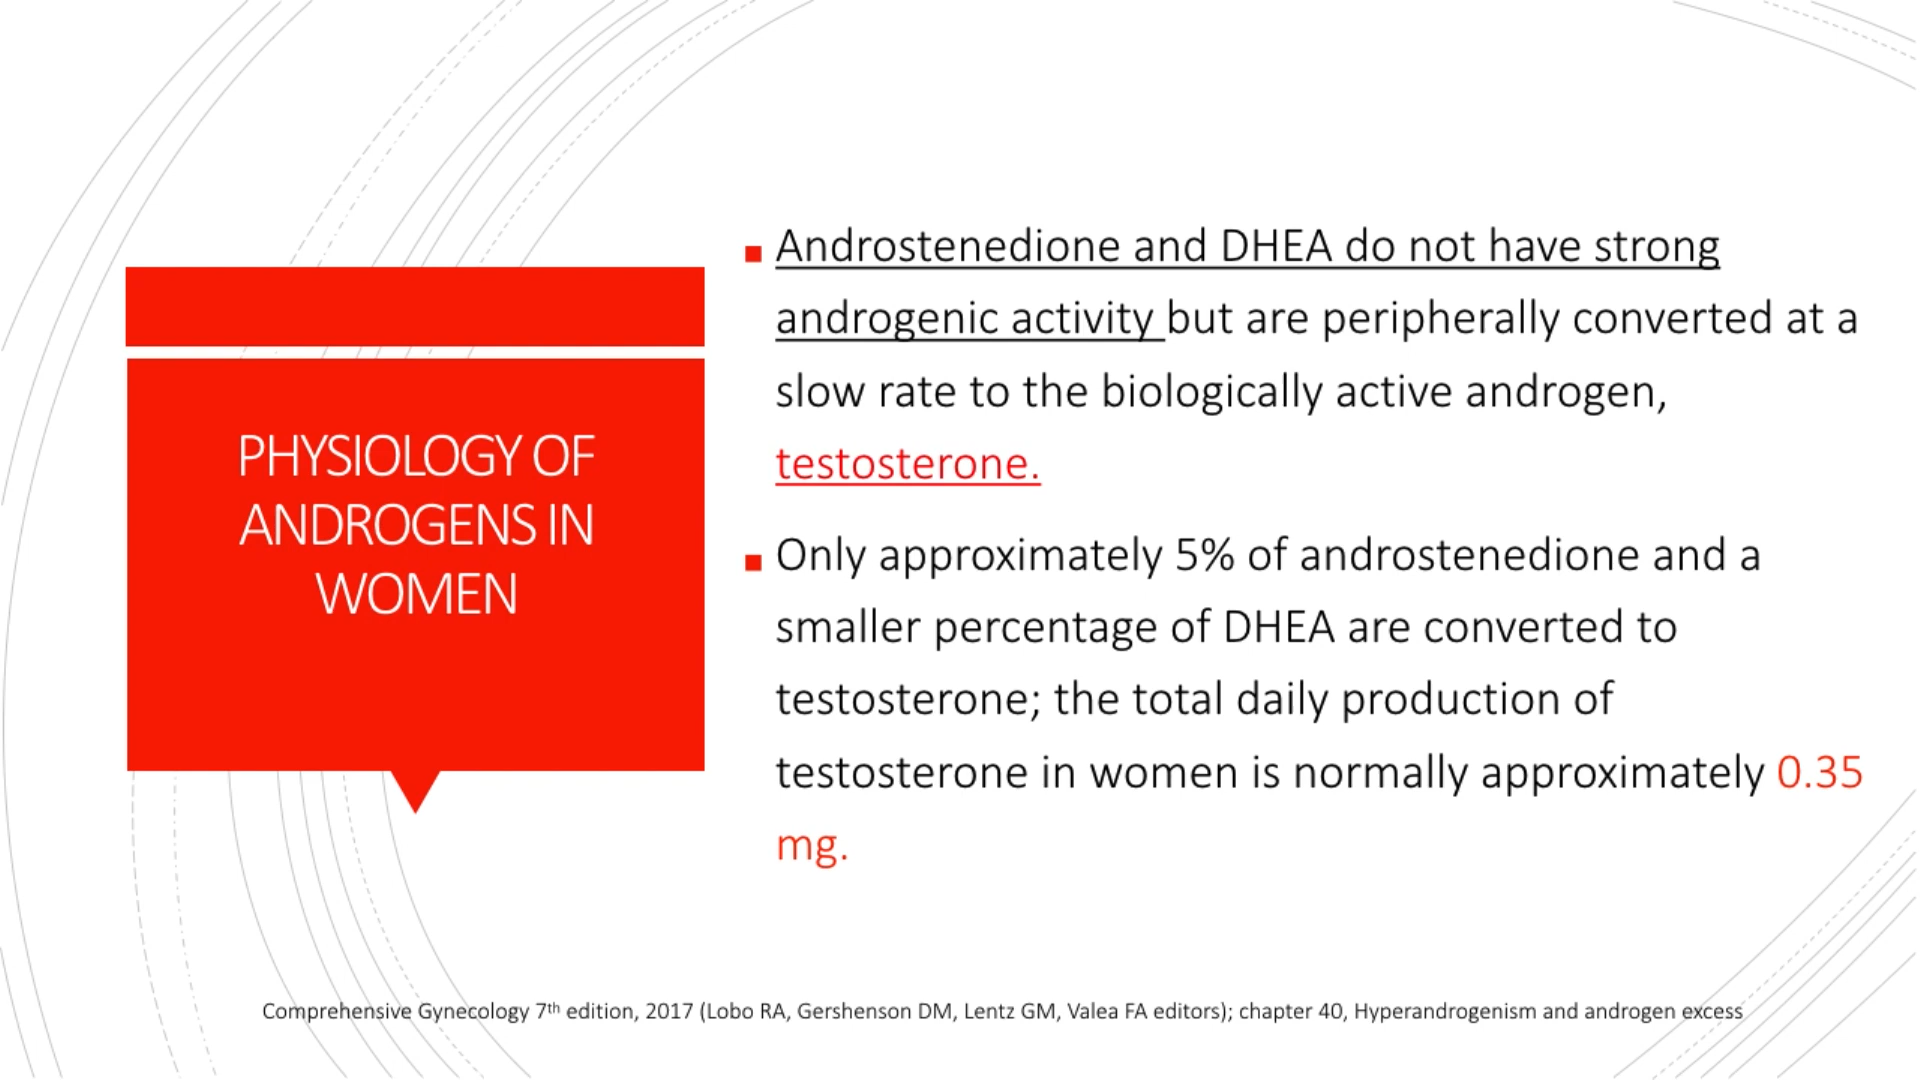 PHYSIOLOGY OF
ANDROGENS IN
WOMEN
Androstenedione and DHEA do not have strong
androgenic activity but are peripherally converted at a
slow rate to the biologically active androgen,
testosterone.
Only approximately 5% of androstenedione and a
smaller percentage of DHEA are converted to
testosterone; the total daily production of
testosterone in women is normally approximately 0.35
mg.
Comprehensive Gynecology 7th edition, 2017 (Lobo RA, Gershenson DM, Lentz GM, Valea FA editors); chapter 40, Hyperandrogenism and androgen excess